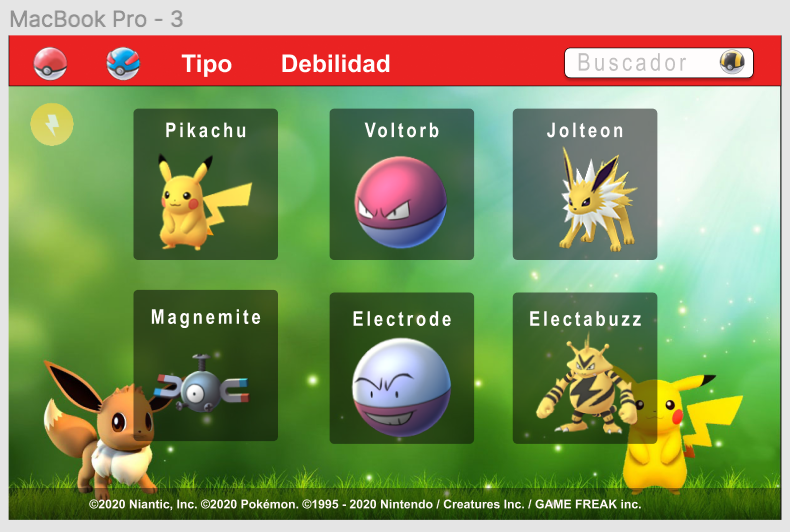 MacBook Pro - 3
Tipo Debilidad Buscador
Pikachu Voltorb Jolteon
Magnemite Electrode Electabuzz
©2020 Niantic, Inc. ©2020 Pokémon. ©1995 - 2020 Nintendo / Creatures Inc. / GAME FREAK inc.